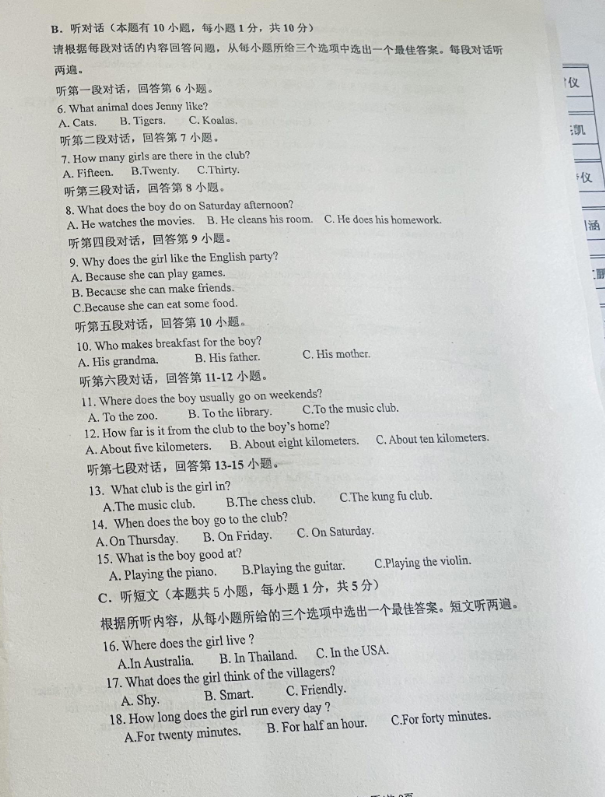 B．听对话（本题有 10 小题，每小题 1 分，共 10 分）
请根据每段对话的内容回答问题，从每小题所给三个选项中选出一个最佳答案。每段对话听
两遍。
听第一段对话，回答第 6 小题。
6. What animal does Jenny like?
A. Cats. B. Tigers. C. Koalas.
听第二段对话，回答第 7 小题。
7. How many girls are there in the club?
A. Fifteen. B.Twenty. C.Thirty.
听第三段对话，回答第 8 小题。
8. What does the boy do on Saturday afternoon?
A. He watches the movies. B. He cleans his room. C. He does his homework.
听第四段对话，回答第 9 小题。
9. Why does the girl like the English party?
A. Because she can play games.
B. Because she can make friends.
C.Because she can eat some food.
听第五段对话，回答第 10 小题。
10. Who makes breakfast for the boy?
A. His grandma. B. His father. C. His mother.
听第六段对话，回答第 11-12 小题。
11. Where does the boy usually go on weekends?
A. To the zoo. B. To the library. C.To the music club.
12. How far is it from the club to the boy's home?
A. About five kilometers. B. About eight kilometers. C. About ten kilometers.
听第七段对话，回答第 13-15 小题。
13. What club is the girl in?
A.The music club. B.The chess club. C.The kung fu club.
14. When does the boy go to the club?
A. On Thursday. B. On Friday. C. On Saturday.
15. What is the boy good at?
A. Playing the piano. B.Playing the guitar. C.Playing the violin.
C．听短文（本题共 5 小题，每小题 1 分，共 5 分）
根据所听内容，从每小题所给的三个选项中选出一个最佳答案。短文听两遍。
16. Where does the girl live ?
A.In Australia. B. In Thailand. C. In the USA.
17. What does the girl think of the villagers?
A. Shy. B. Smart. C. Friendly.
18. How long does the girl run every day ?
A.For twenty minutes. B. For half an hour. C.For forty minutes.
仪
凯
仪
涵